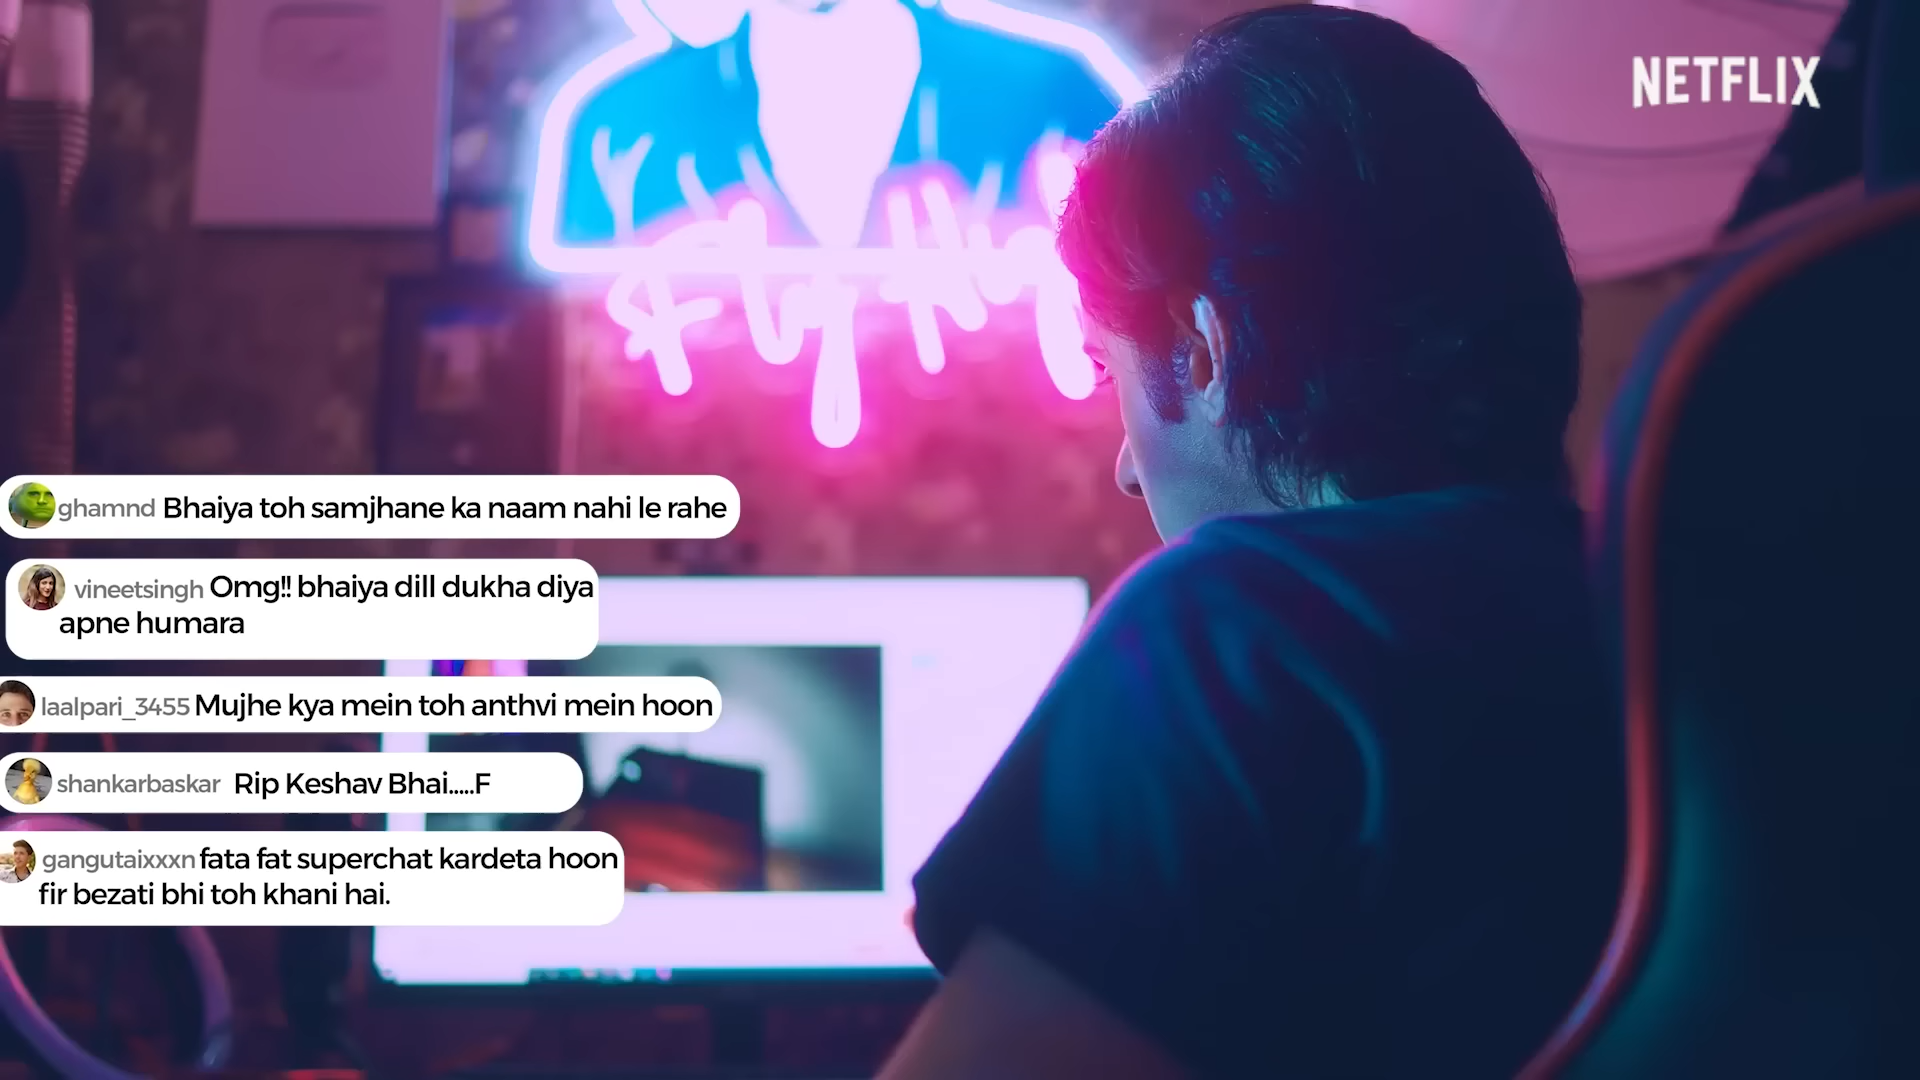 NETFLIX
Fly High
ghamnd Bhaiya toh samjhane ka naam nahi le rahe
vineetsingh Omg!! bhaiya dill dukha diya
apne humara
laalpari_3455 Mujhe kya mein toh anthvi mein hoon
shankarbaskar Rip Keshav Bhai.....F
gangutaixxxn fata fat superchat kardeta hoon
fir bezati bhi toh khani hai.